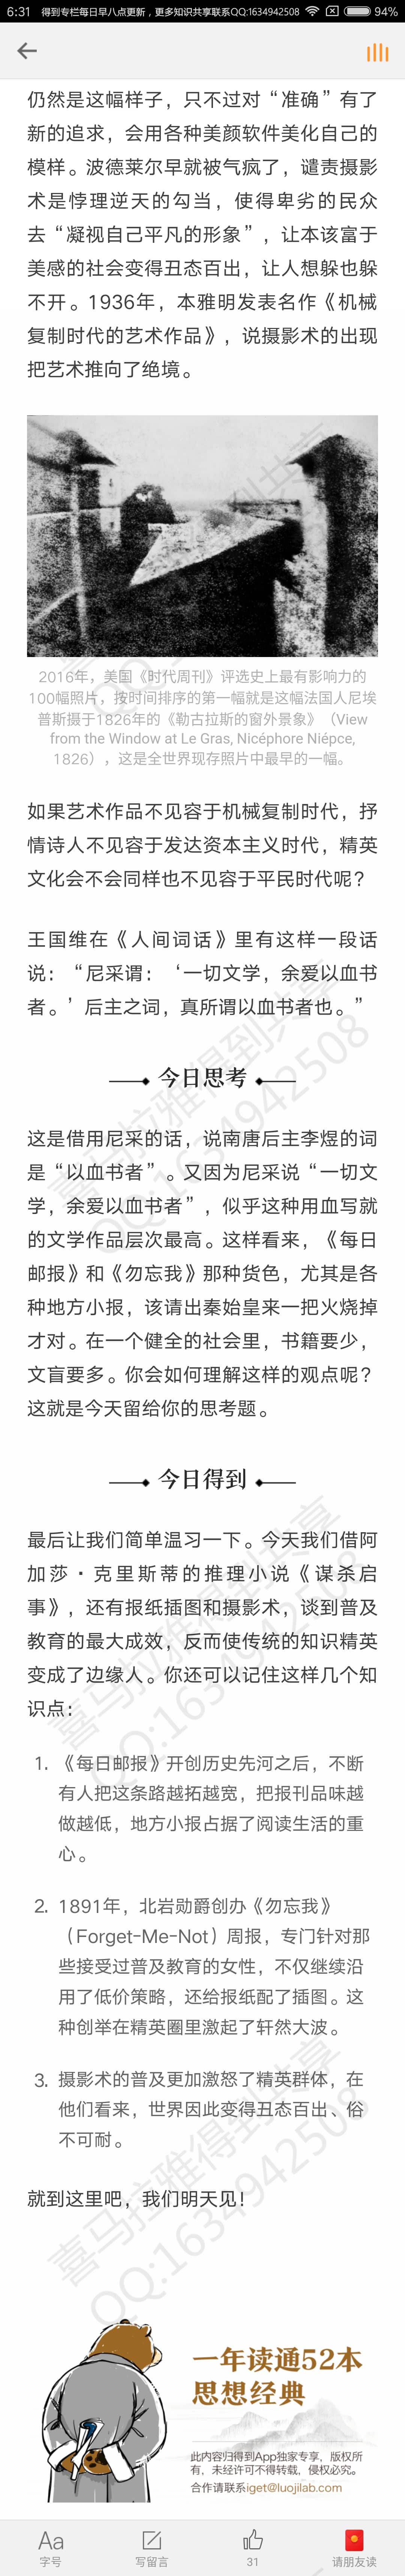 6:31 得到专栏每日早八点更新，更多知识共享联系QQ:1634942508 94%
仍然是这幅样子，只不过对“准确”有了
新的追求，会用各种美颜软件美化自己的
模样。波德莱尔早就被气疯了，谴责摄影
术是悖理逆天的勾当，使得卑劣的民众
去“凝视自己平凡的形象”，让本该富于
美感的社会变得丑态百出，让人想躲也躲
不开。1936年，本雅明发表名作《机械
复制时代的艺术作品》，说摄影术的出现
把艺术推向了绝境。
2016年，美国《时代周刊》评选史上最有影响力的
100幅照片，按时间排序的第一幅就是这幅法国人尼埃
普斯摄于1826年的《勒古拉斯的窗外景象》（View
from the Window at Le Gras, Nicéphore Niépce,
1826），这是全世界现存照片中最早的一幅。
如果艺术作品不见容于机械复制时代，抒
情诗人不见容于发达资本主义时代，精英
文化会不会同样也不见容于平民时代呢？
王国维在《人间词话》里有这样一段话
说：“尼采谓：‘一切文学，余爱以血书
者。’后主之词，真所谓以血书者也。”
今日思考
这是借用尼采的话，说南唐后主李煜的词
是“以血书者”。又因为尼采说“一切文
学，余爱以血书者”，似乎这种用血写就
的文学作品层次最高。这样看来，《每日
邮报》和《勿忘我》那种货色，尤其是各
种地方小报，该请出秦始皇来一把火烧掉
才对。在一个健全的社会里，书籍要少，
文盲要多。你会如何理解这样的观点呢？
这就是今天留给你的思考题。
今日得到
最后让我们简单温习一下。今天我们借阿
加莎·克里斯蒂的推理小说《谋杀启
事》，还有报纸插图和摄影术，谈到普及
教育的最大成效，反而使传统的知识精英
变成了边缘人。你还可以记住这样几个知
识点：
1. 《每日邮报》开创历史先河之后，不断
有人把这条路越拓越宽，把报刊品味越
做越低，地方小报占据了阅读生活的重
心。
2. 1891年，北岩勋爵创办《勿忘我》
（Forget-Me-Not）周报，专门针对那
些接受过普及教育的女性，不仅继续沿
用了低价策略，还给报纸配了插图。这
种创举在精英圈里激起了轩然大波。
3. 摄影术的普及更加激怒了精英群体，在
他们看来，世界因此变得丑态百出、俗
不可耐。
就到这里吧，我们明天见！
喜马拉雅得到共享
QQ:1634942508
一年读通52本
思想经典
此内容归得到App独家专享，版权所
有，未经许可不得转载，侵权必究。
合作请联系iget@luojilab.com
Aa
字号
写留言
31
请朋友读